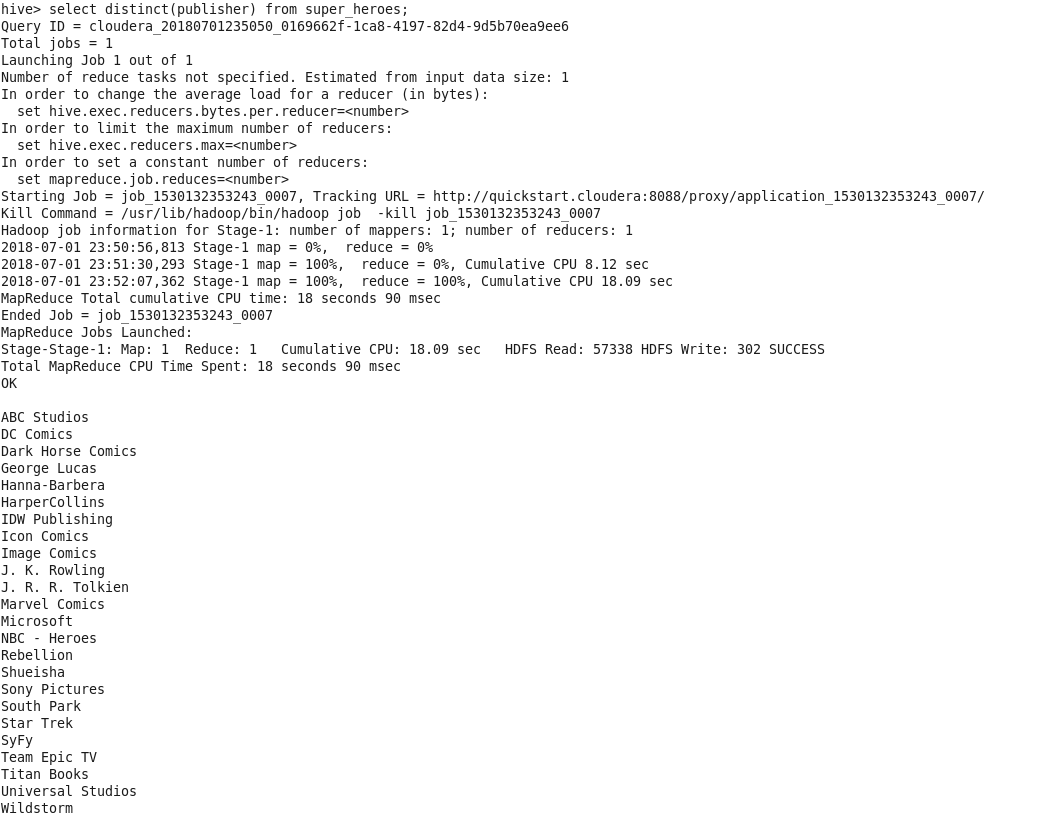 hive> select distinct(publisher) from super_heroes;
Query ID = cloudera_20180701235050_0169662f-1ca8-4197-82d4-9d5b70ea9ee6
Total jobs = 1
Launching Job 1 out of 1
Number of reduce tasks not specified. Estimated from input data size: 1
In order to change the average load for a reducer (in bytes):
  set hive.exec.reducers.bytes.per.reducer=<number>
In order to limit the maximum number of reducers:
  set hive.exec.reducers.max=<number>
In order to set a constant number of reducers:
  set mapreduce.job.reduces=<number>
Starting Job = job_1530132353243_0007, Tracking URL = http://quickstart.cloudera:8088/proxy/application_1530132353243_0007/
Kill Command = /usr/lib/hadoop/bin/hadoop job  -kill job_1530132353243_0007
Hadoop job information for Stage-1: number of mappers: 1; number of reducers: 1
2018-07-01 23:50:56,813 Stage-1 map = 0%,  reduce = 0%
2018-07-01 23:51:30,293 Stage-1 map = 100%,  reduce = 0%, Cumulative CPU 8.12 sec
2018-07-01 23:52:07,362 Stage-1 map = 100%,  reduce = 100%, Cumulative CPU 18.09 sec
MapReduce Total cumulative CPU time: 18 seconds 90 msec
Ended Job = job_1530132353243_0007
MapReduce Jobs Launched:
Stage-Stage-1: Map: 1  Reduce: 1   Cumulative CPU: 18.09 sec   HDFS Read: 57338 HDFS Write: 302 SUCCESS
Total MapReduce CPU Time Spent: 18 seconds 90 msec
OK

ABC Studios
DC Comics
Dark Horse Comics
George Lucas
Hanna-Barbera
HarperCollins
IDW Publishing
Icon Comics
Image Comics
J. K. Rowling
J. R. R. Tolkien
Marvel Comics
Microsoft
NBC - Heroes
Rebellion
Shueisha
Sony Pictures
South Park
Star Trek
SyFy
Team Epic TV
Titan Books
Universal Studios
Wildstorm